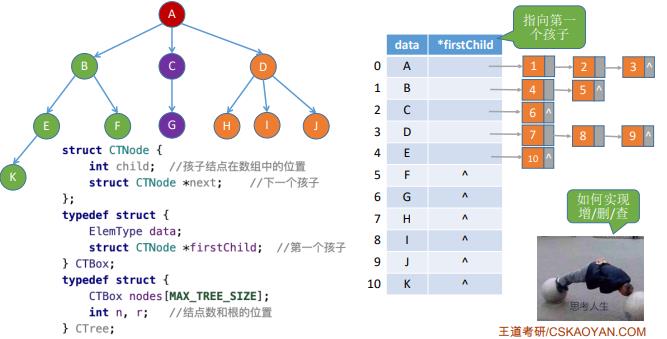 A
B
C
D
E
F
G
H
I
J
K
struct CTNode {
int child; //孩子结点在数组中的位置
struct CTNode *next; //下一个孩子
};
typedef struct {
ElemType data;
struct CTNode *firstChild; //第一个孩子
} CTBox;
typedef struct {
CTBox nodes[MAX_TREE_SIZE];
int n, r; //结点数和根的位置
} CTree;
指向第一
个孩子
data *firstChild
0 A 1 2 3 ^
1 B 4 5 ^
2 C 6 ^
3 D 7 8 9 ^
4 E 10 ^
5 F ^
6 G ^
7 H ^
8 I ^
9 J ^
10 K ^
如何实现
增/删/查
思考人生
王道考研/CSKAOYAN.COM